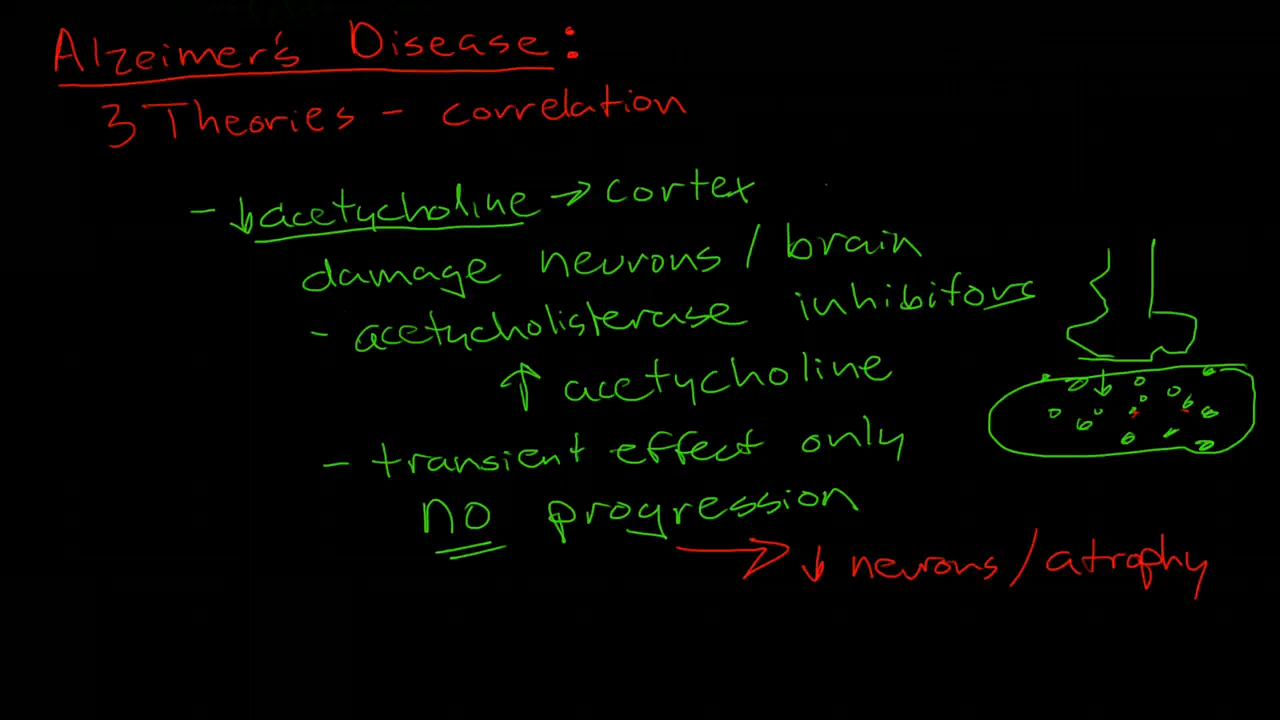 Alzeimer's Disease:
3 Theories - correlation
- ↓ acetycholine → cortex
damage neurons / brain
- acetycholisterase inhibitors
↑ acetycholine
- transient effect only
no progression
→ ↓ neurons / atrophy